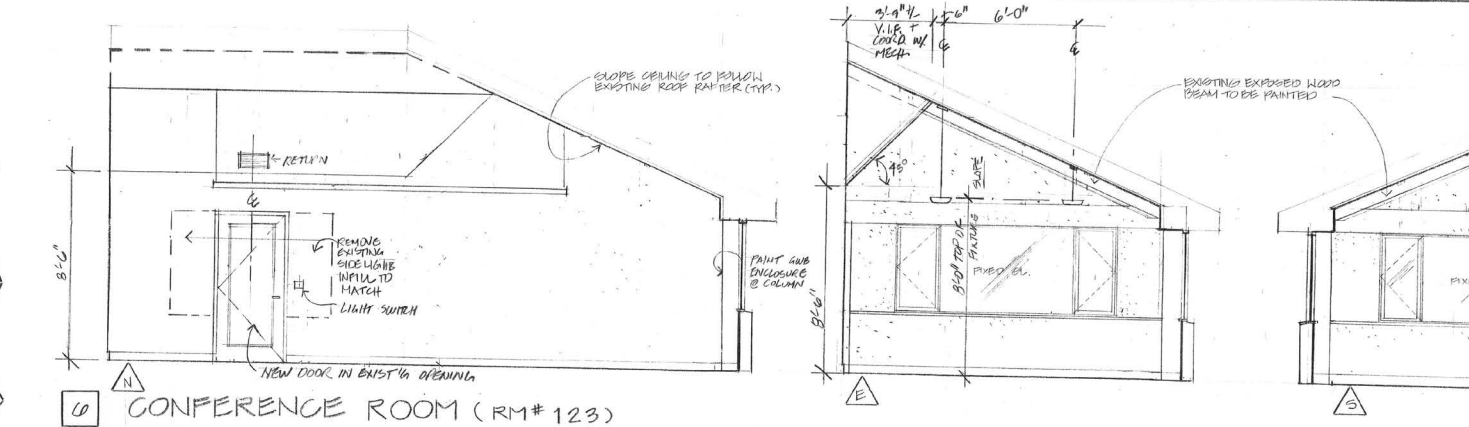 SLOPE CEILING TO FOLLOW
EXISTING ROOF RAFTER (TYP.)
RETURN
℄
8'-6"
REMOVE
EXISTING
SIDELIGHTS
INFILL TO
MATCH
LIGHT SWITCH
PAINT GWB
ENCLOSURE
@ COLUMN
NEW DOOR IN EXIST'G OPENING
N
6 CONFERENCE ROOM (RM# 123)
3'-9" +/-
6"
6'-0"
V.I.F. +
COORD. W/
MECH.
℄
℄
EXISTING EXPOSED WOOD
BEAM TO BE PAINTED
45°
SLOPE
8'-0" TOP OF
FIXTURE
FIXED GL.
8'-6"
E
FIX
S